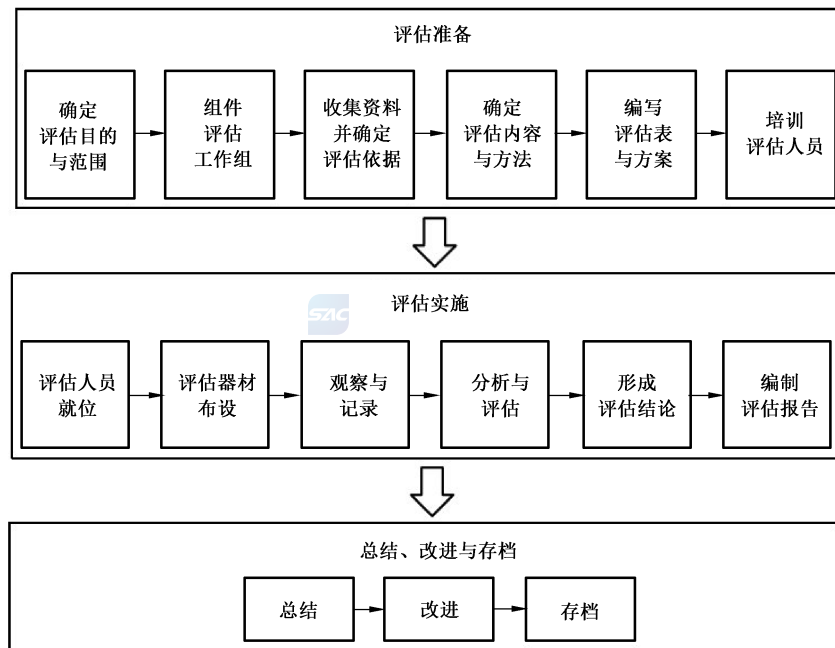 评估准备
确定
评估目的
与范围
组件
评估
工作组
收集资料
并确定
评估依据
确定
评估内容
与方法
编写
评估表
与方案
培训
评估人员
评估实施
SAC
评估人员
就位
评估器材
布设
观察与
记录
分析与
评估
形成
评估结论
编制
评估报告
总结、改进与存档
总结
改进
存档